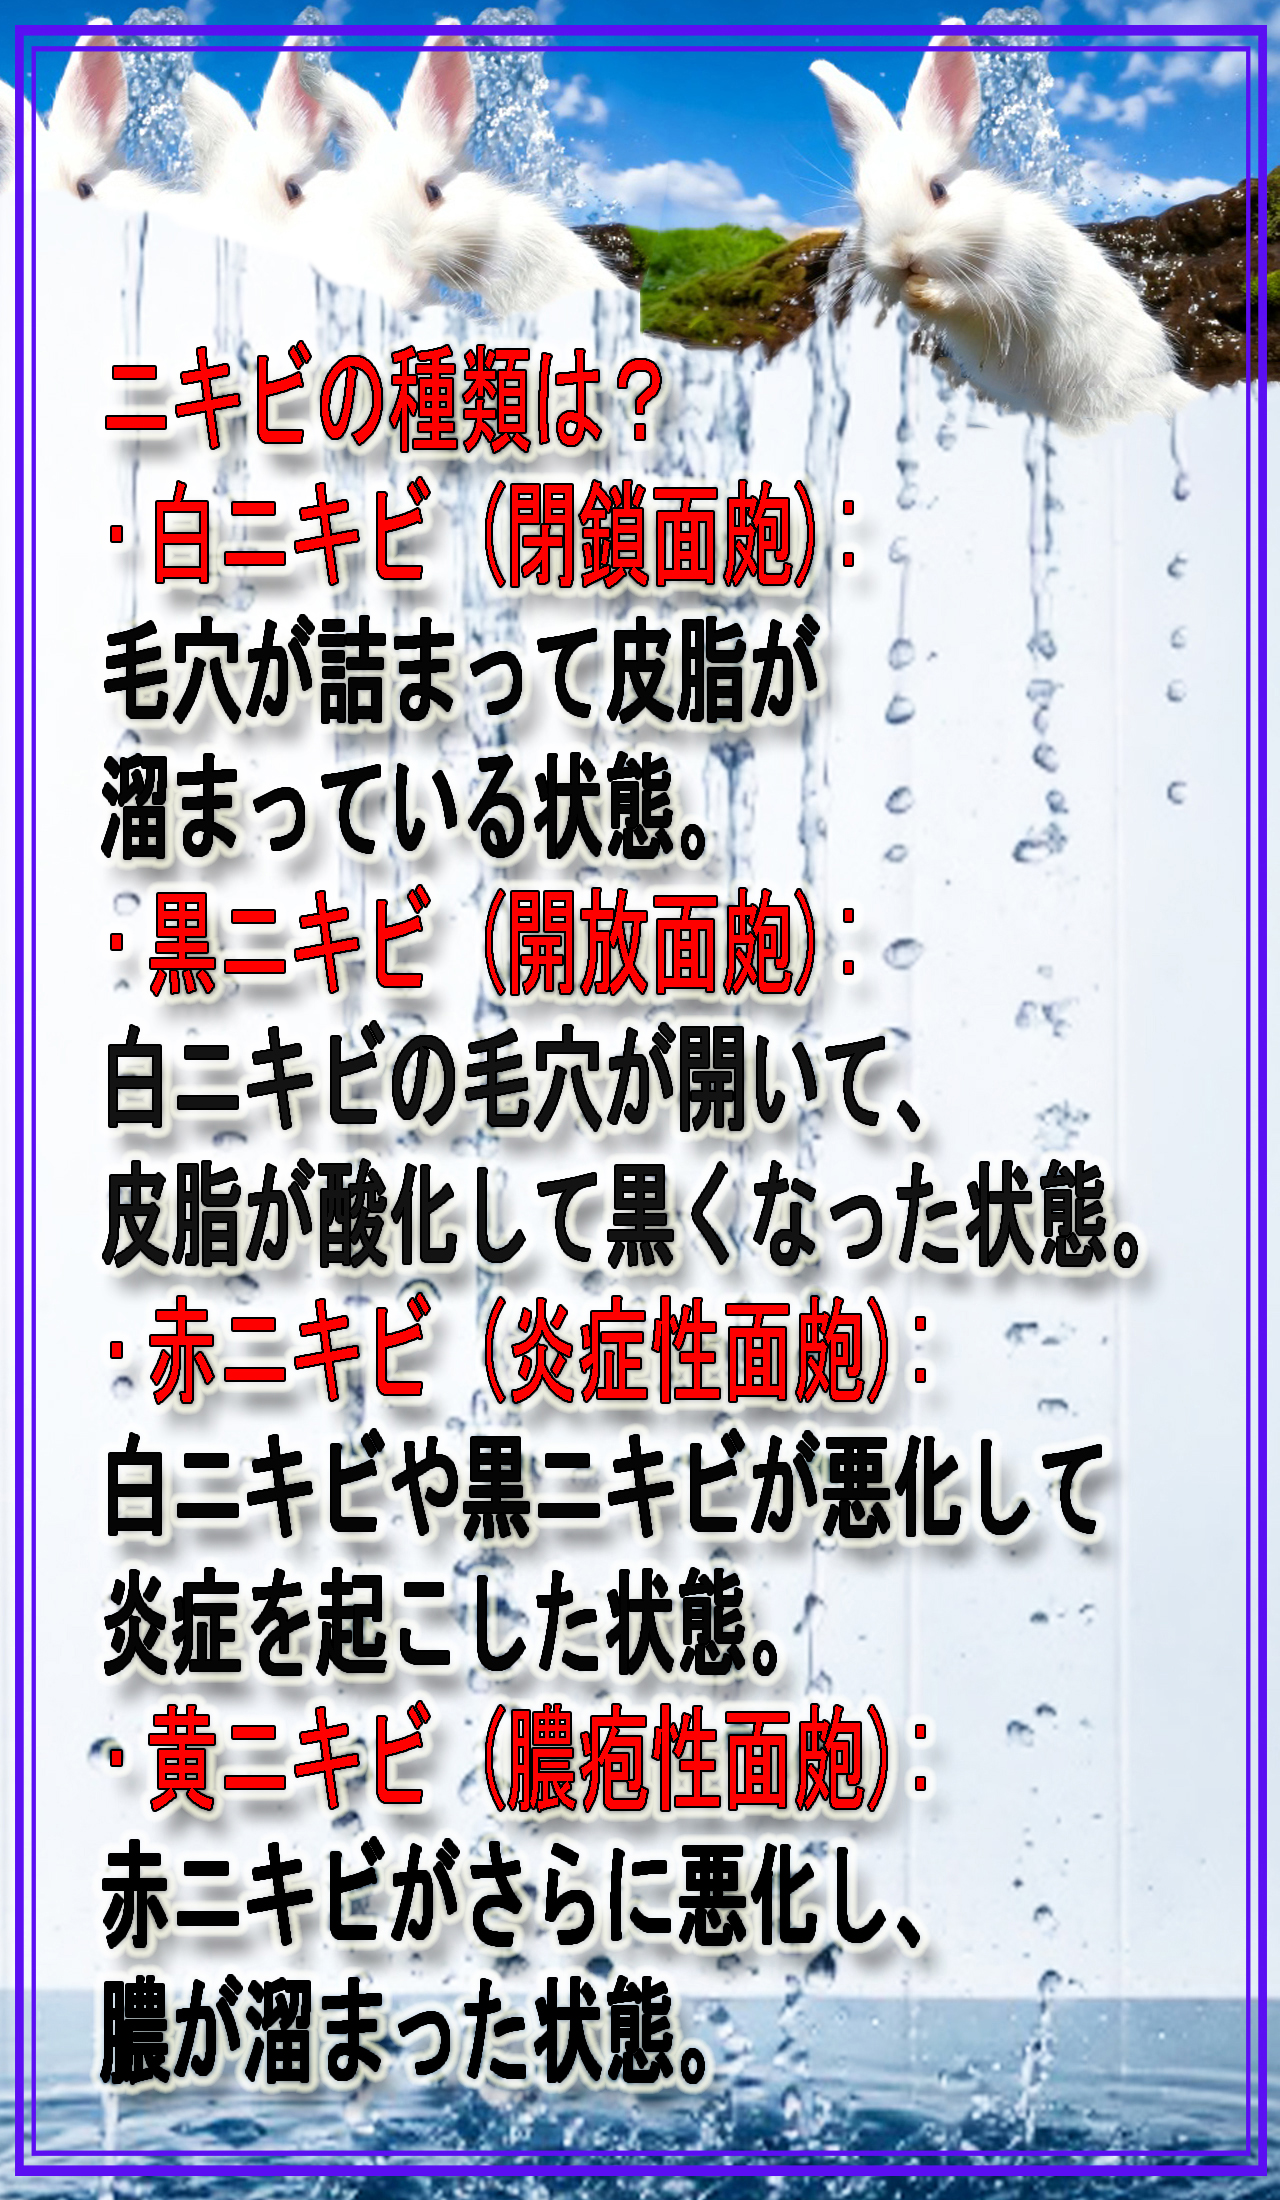 ニキビの種類は？
・白ニキビ （閉鎖面皰）：
毛穴が詰まって皮脂が
溜まっている状態。
・黒ニキビ （開放面皰）：
白ニキビの毛穴が開いて、
皮脂が酸化して黒くなった状態。
・赤ニキビ （炎症性面皰）：
白ニキビや黒ニキビが悪化して
炎症を起こした状態。
・黄ニキビ （膿疱性面皰）：
赤ニキビがさらに悪化し、
膿が溜まった状態。